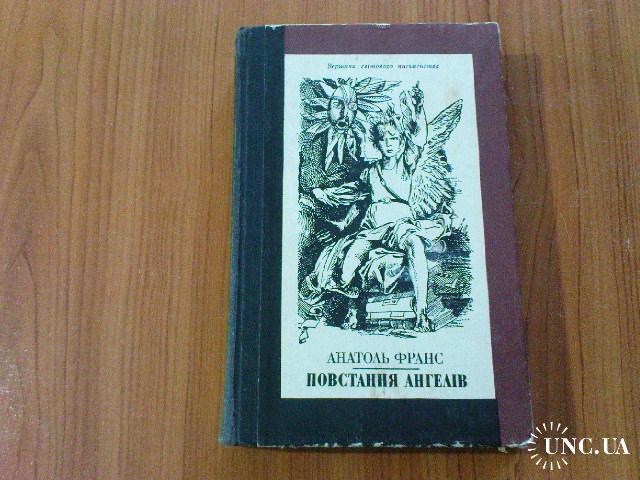 Вершини світового письменства
АНАТОЛЬ ФРАНС
ПОВСТАННЯ АНГЕЛІВ
UNC.UA